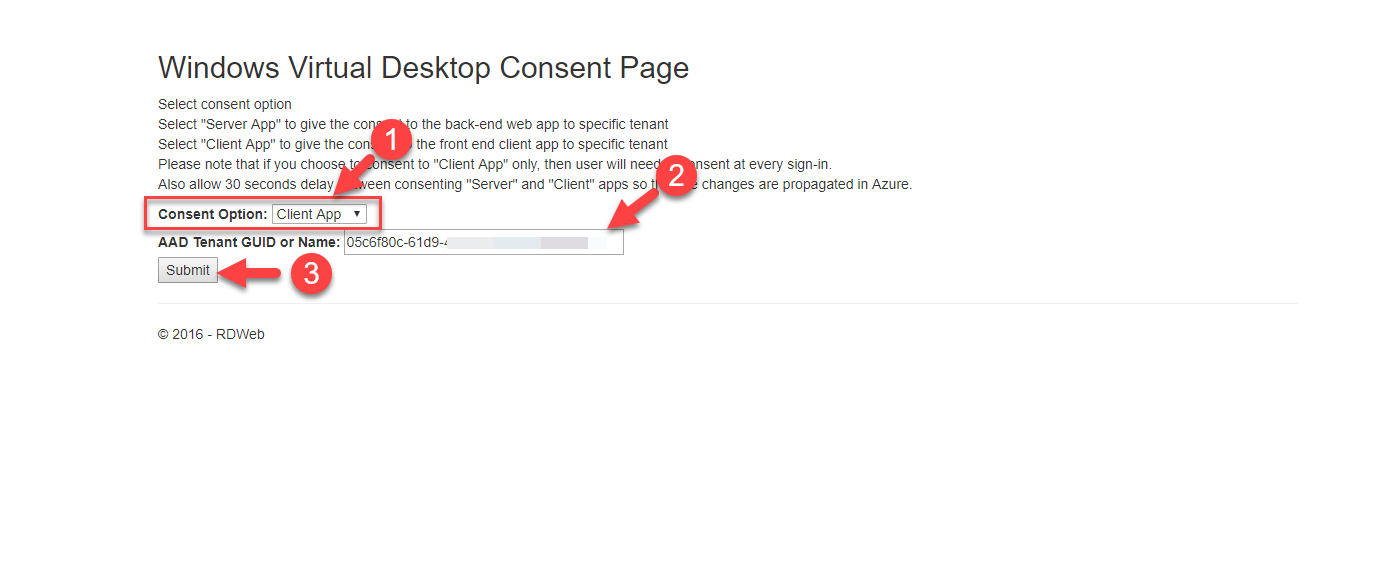 Windows Virtual Desktop Consent Page
Select consent option
Select "Server App" to give the to the back-end web app to specific tenant
Select "Client App" to give the the front end client app to specific tenant
Please note that if you choose to consent to "Client App" only, then user will need consent at every sign-in.
Also allow 30 seconds delay between consenting "Server" and "Client" apps so changes are propagated in Azure.
1
2
Consent Option: Client App
AAD Tenant GUID or Name: 05c6f80c-61d9-
Submit
3
© 2016 - RDWeb